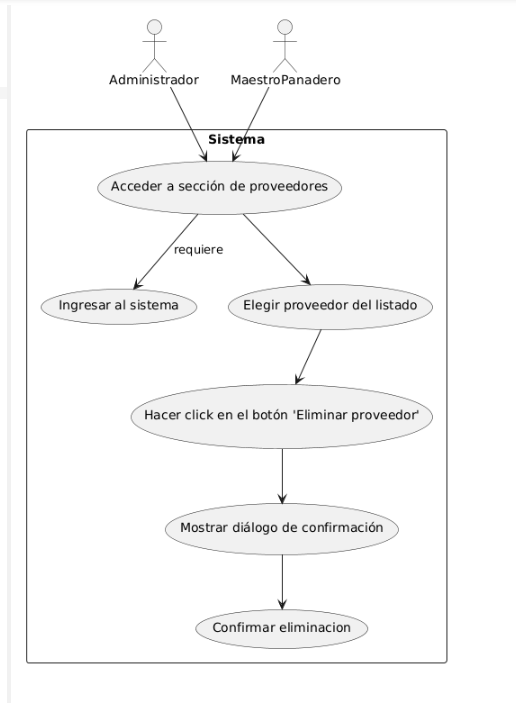 Administrador
MaestroPanadero
Sistema
Acceder a sección de proveedores
requiere
Ingresar al sistema
Elegir proveedor del listado
Hacer click en el botón 'Eliminar proveedor'
Mostrar diálogo de confirmación
Confirmar eliminacion